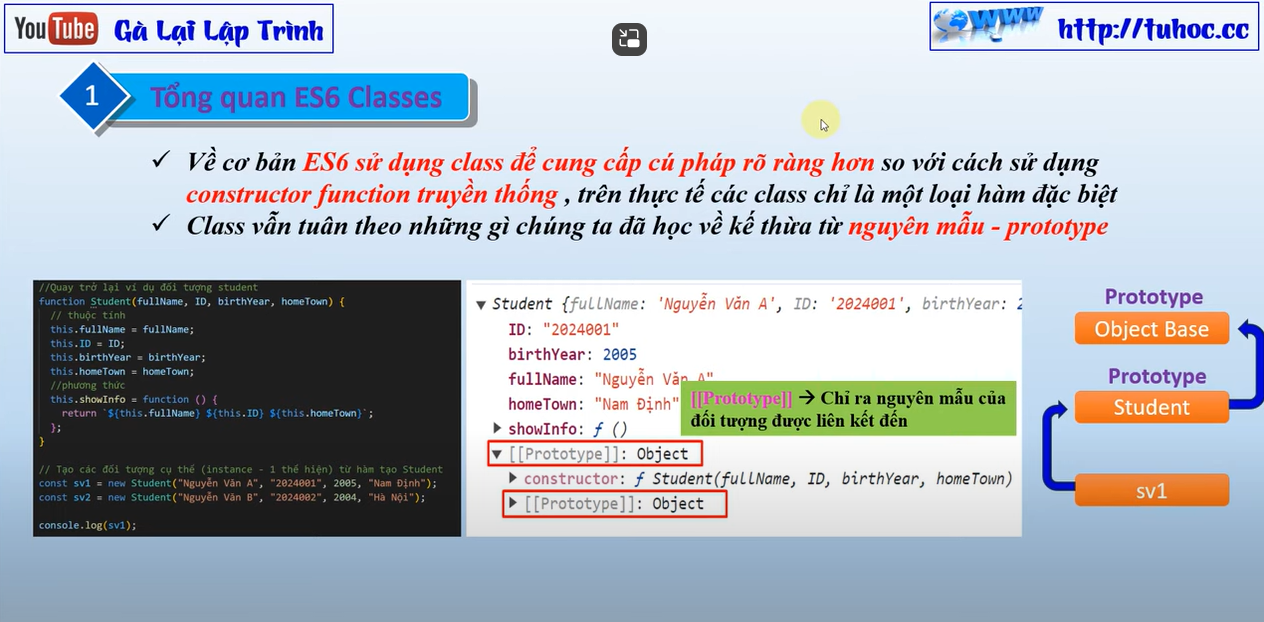 YouTube Gà Lại Lập Trình
WWW http://tuhoc.cc
1 Tổng quan ES6 Classes
✓ Về cơ bản ES6 sử dụng class để cung cấp cú pháp rõ ràng hơn so với cách sử dụng
constructor function truyền thống , trên thực tế các class chỉ là một loại hàm đặc biệt
✓ Class vẫn tuân theo những gì chúng ta đã học về kế thừa từ nguyên mẫu - prototype
//Quay trở lại ví dụ đối tượng student
function Student(fullName, ID, birthYear, homeTown) {
// thuộc tính
this.fullName = fullName;
this.ID = ID;
this.birthYear = birthYear;
this.homeTown = homeTown;
//phương thức
this.showInfo = function () {
return `${this.fullName} ${this.ID} ${this.homeTown}`;
};
}
// Tạo các đối tượng cụ thể (instance - 1 thể hiện) từ hàm tạo Student
const sv1 = new Student("Nguyễn Văn A", "2024001", 2005, "Nam Định");
const sv2 = new Student("Nguyễn Văn B", "2024002", 2004, "Hà Nội");
console.log(sv1);
▼ Student {fullName: 'Nguyễn Văn A', ID: '2024001', birthYear: 2
ID: "2024001"
birthYear: 2005
fullName: "Nguyễn Văn A"
homeTown: "Nam Định"
▶ showInfo: ƒ ()
▼ [[Prototype]]: Object
▶ constructor: ƒ Student(fullName, ID, birthYear, homeTown)
▶ [[Prototype]]: Object
[[Prototype]] → Chỉ ra nguyên mẫu của
đối tượng được liên kết đến
Prototype
Object Base
Prototype
Student
sv1